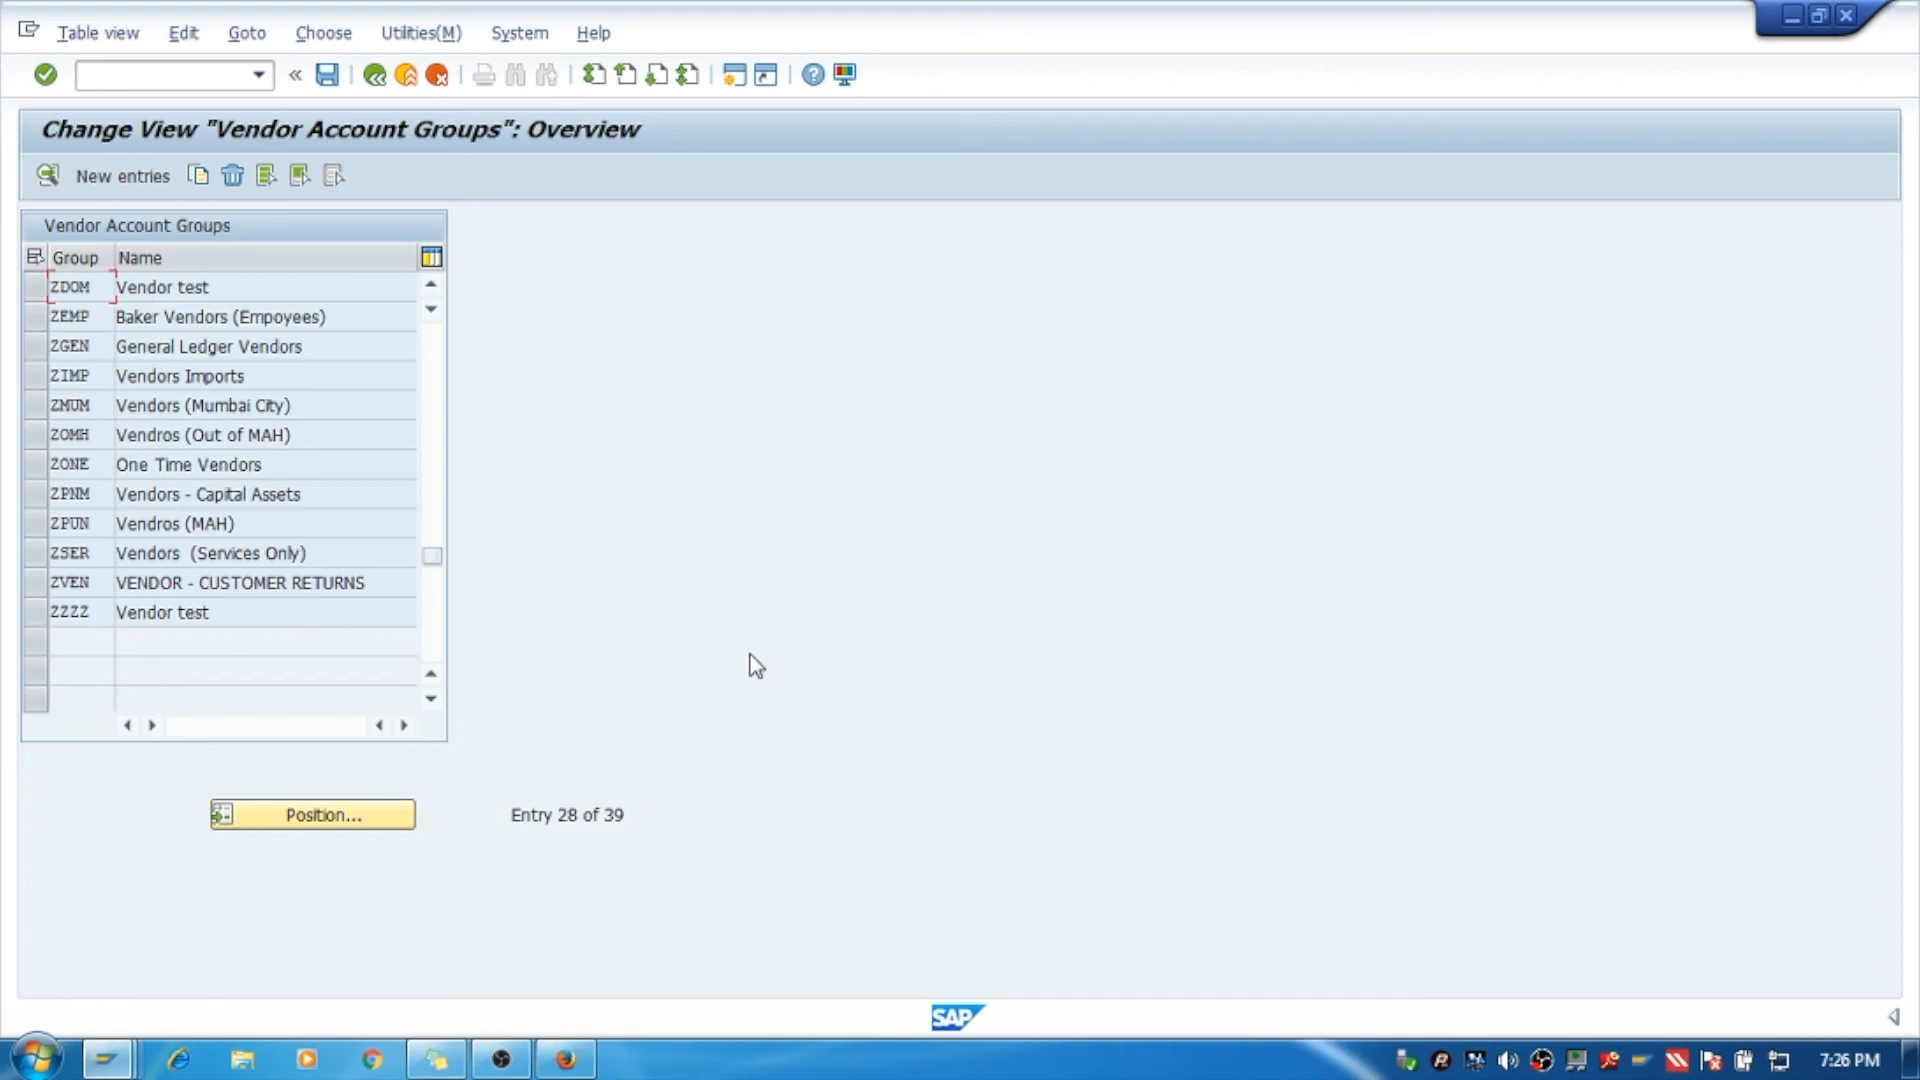 Table view Edit Goto Choose Utilities(M) System Help
Change View "Vendor Account Groups": Overview
New entries
Vendor Account Groups
Group Name
ZDOM Vendor test
ZEMP Baker Vendors (Empoyees)
ZGEN General Ledger Vendors
ZIMP Vendors Imports
ZMUM Vendors (Mumbai City)
ZOMH Vendros (Out of MAH)
ZONE One Time Vendors
ZPNM Vendors - Capital Assets
ZPUN Vendros (MAH)
ZSER Vendors (Services Only)
ZVEN VENDOR - CUSTOMER RETURNS
ZZZZ Vendor test
Position... Entry 28 of 39
SAP
7:26 PM